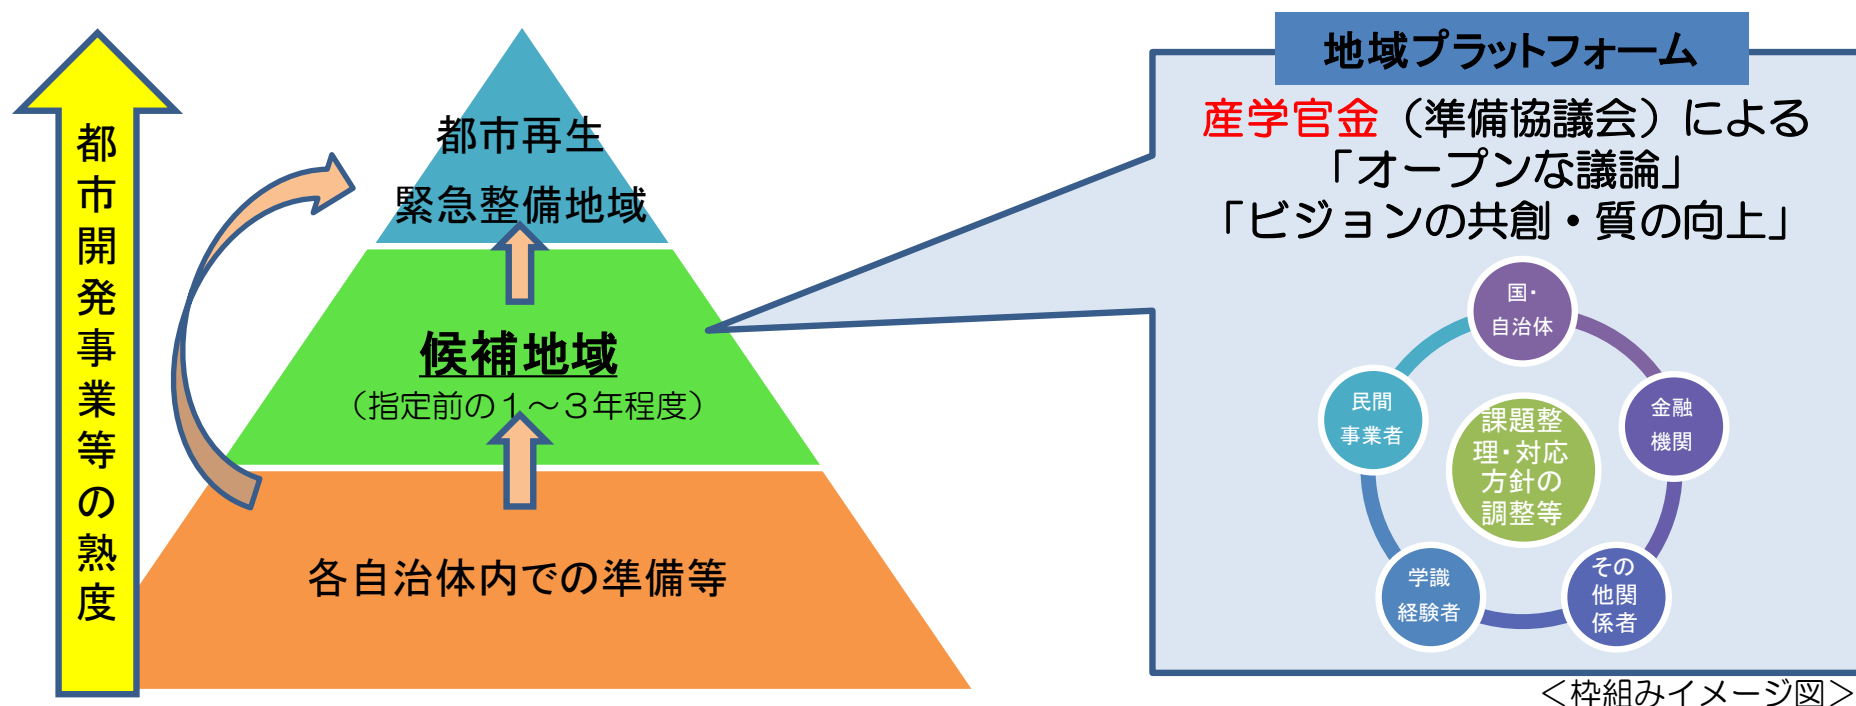 都市開発事業等の熟度
都市再生
緊急整備地域
候補地域
（指定前の１～３年程度）
各自治体内での準備等
地域プラットフォーム
産学官金（準備協議会）による
「オープンな議論」
「ビジョンの共創・質の向上」
国・
自治体
民間
事業者
金融
機関
課題整
理・対応
方針の
調整等
学識
経験者
その
他関
係者
＜枠組みイメージ図＞